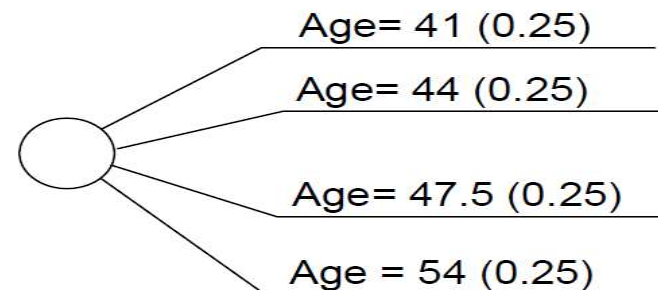 Age= 41 (0.25)
Age= 44 (0.25)
Age= 47.5 (0.25)
Age = 54 (0.25)